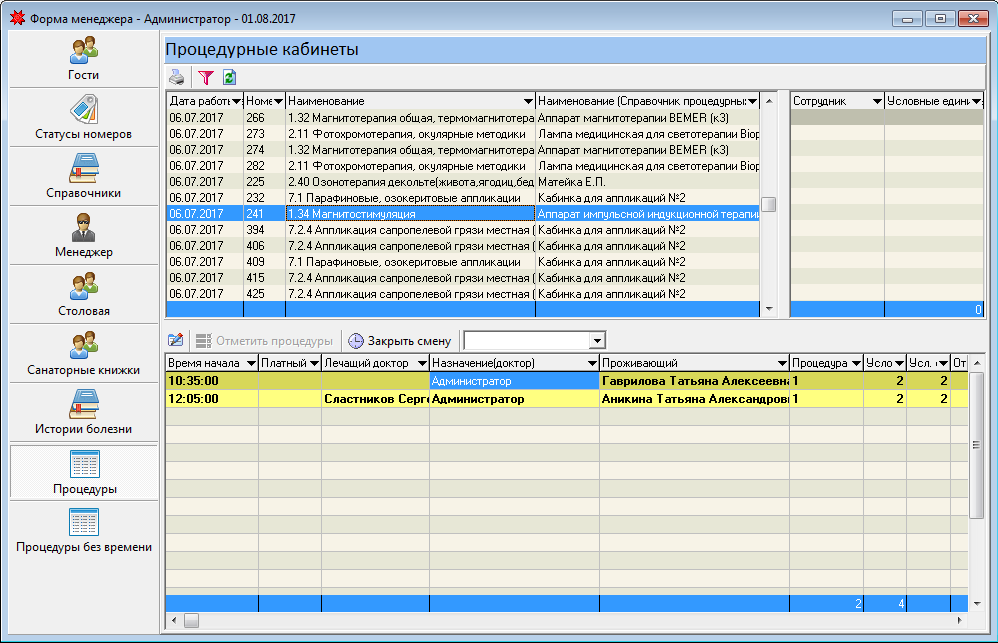 Форма менеджера - Администратор - 01.08.2017
Гости
Статусы номеров
Справочники
Менеджер
Столовая
Санаторные книжки
Истории болезни
Процедуры
Процедуры без времени
Процедурные кабинеты
Дата работы Номе Наименование Наименование (Справочник процедурных
06.07.2017 266 1.32 Магнитотерапия общая, термомагнитотера Аппарат магнитотерапии BEMER (к3)
06.07.2017 273 2.11 Фотохромотерапия, окулярные методики Лампа медицинская для светотерапии Biop
06.07.2017 274 1.32 Магнитотерапия общая, термомагнитотера Аппарат магнитотерапии BEMER (к3)
06.07.2017 282 2.11 Фотохромотерапия, окулярные методики Лампа медицинская для светотерапии Biop
06.07.2017 225 2.40 Озонотерапия декольте(живота,ягодиц,бед Матейка Е.П.
06.07.2017 232 7.1 Парафиновые, озокеритовые аппликации Кабинка для аппликаций №2
06.07.2017 241 1.34 Магнитостимуляция Аппарат импульсной индукционной терапии
06.07.2017 394 7.2.4 Аппликация сапропелевой грязи местная ( Кабинка для аппликаций №2
06.07.2017 406 7.2.4 Аппликация сапропелевой грязи местная ( Кабинка для аппликаций №2
06.07.2017 409 7.1 Парафиновые, озокеритовые аппликации Кабинка для аппликаций №2
06.07.2017 415 7.2.4 Аппликация сапропелевой грязи местная ( Кабинка для аппликаций №2
06.07.2017 425 7.2.4 Аппликация сапропелевой грязи местная ( Кабинка для аппликаций №2
Сотрудник Условные едини
0
Отметить процедуры Закрыть смену
Время начала Платный Лечащий доктор Назначение(доктор) Проживающий Процедура Усло Усл. От
10:35:00 Администратор Гаврилова Татьяна Алексеевна 1 2 2
12:05:00 Сластников Серге Администратор Аникина Татьяна Александров 1 2 2
2 4